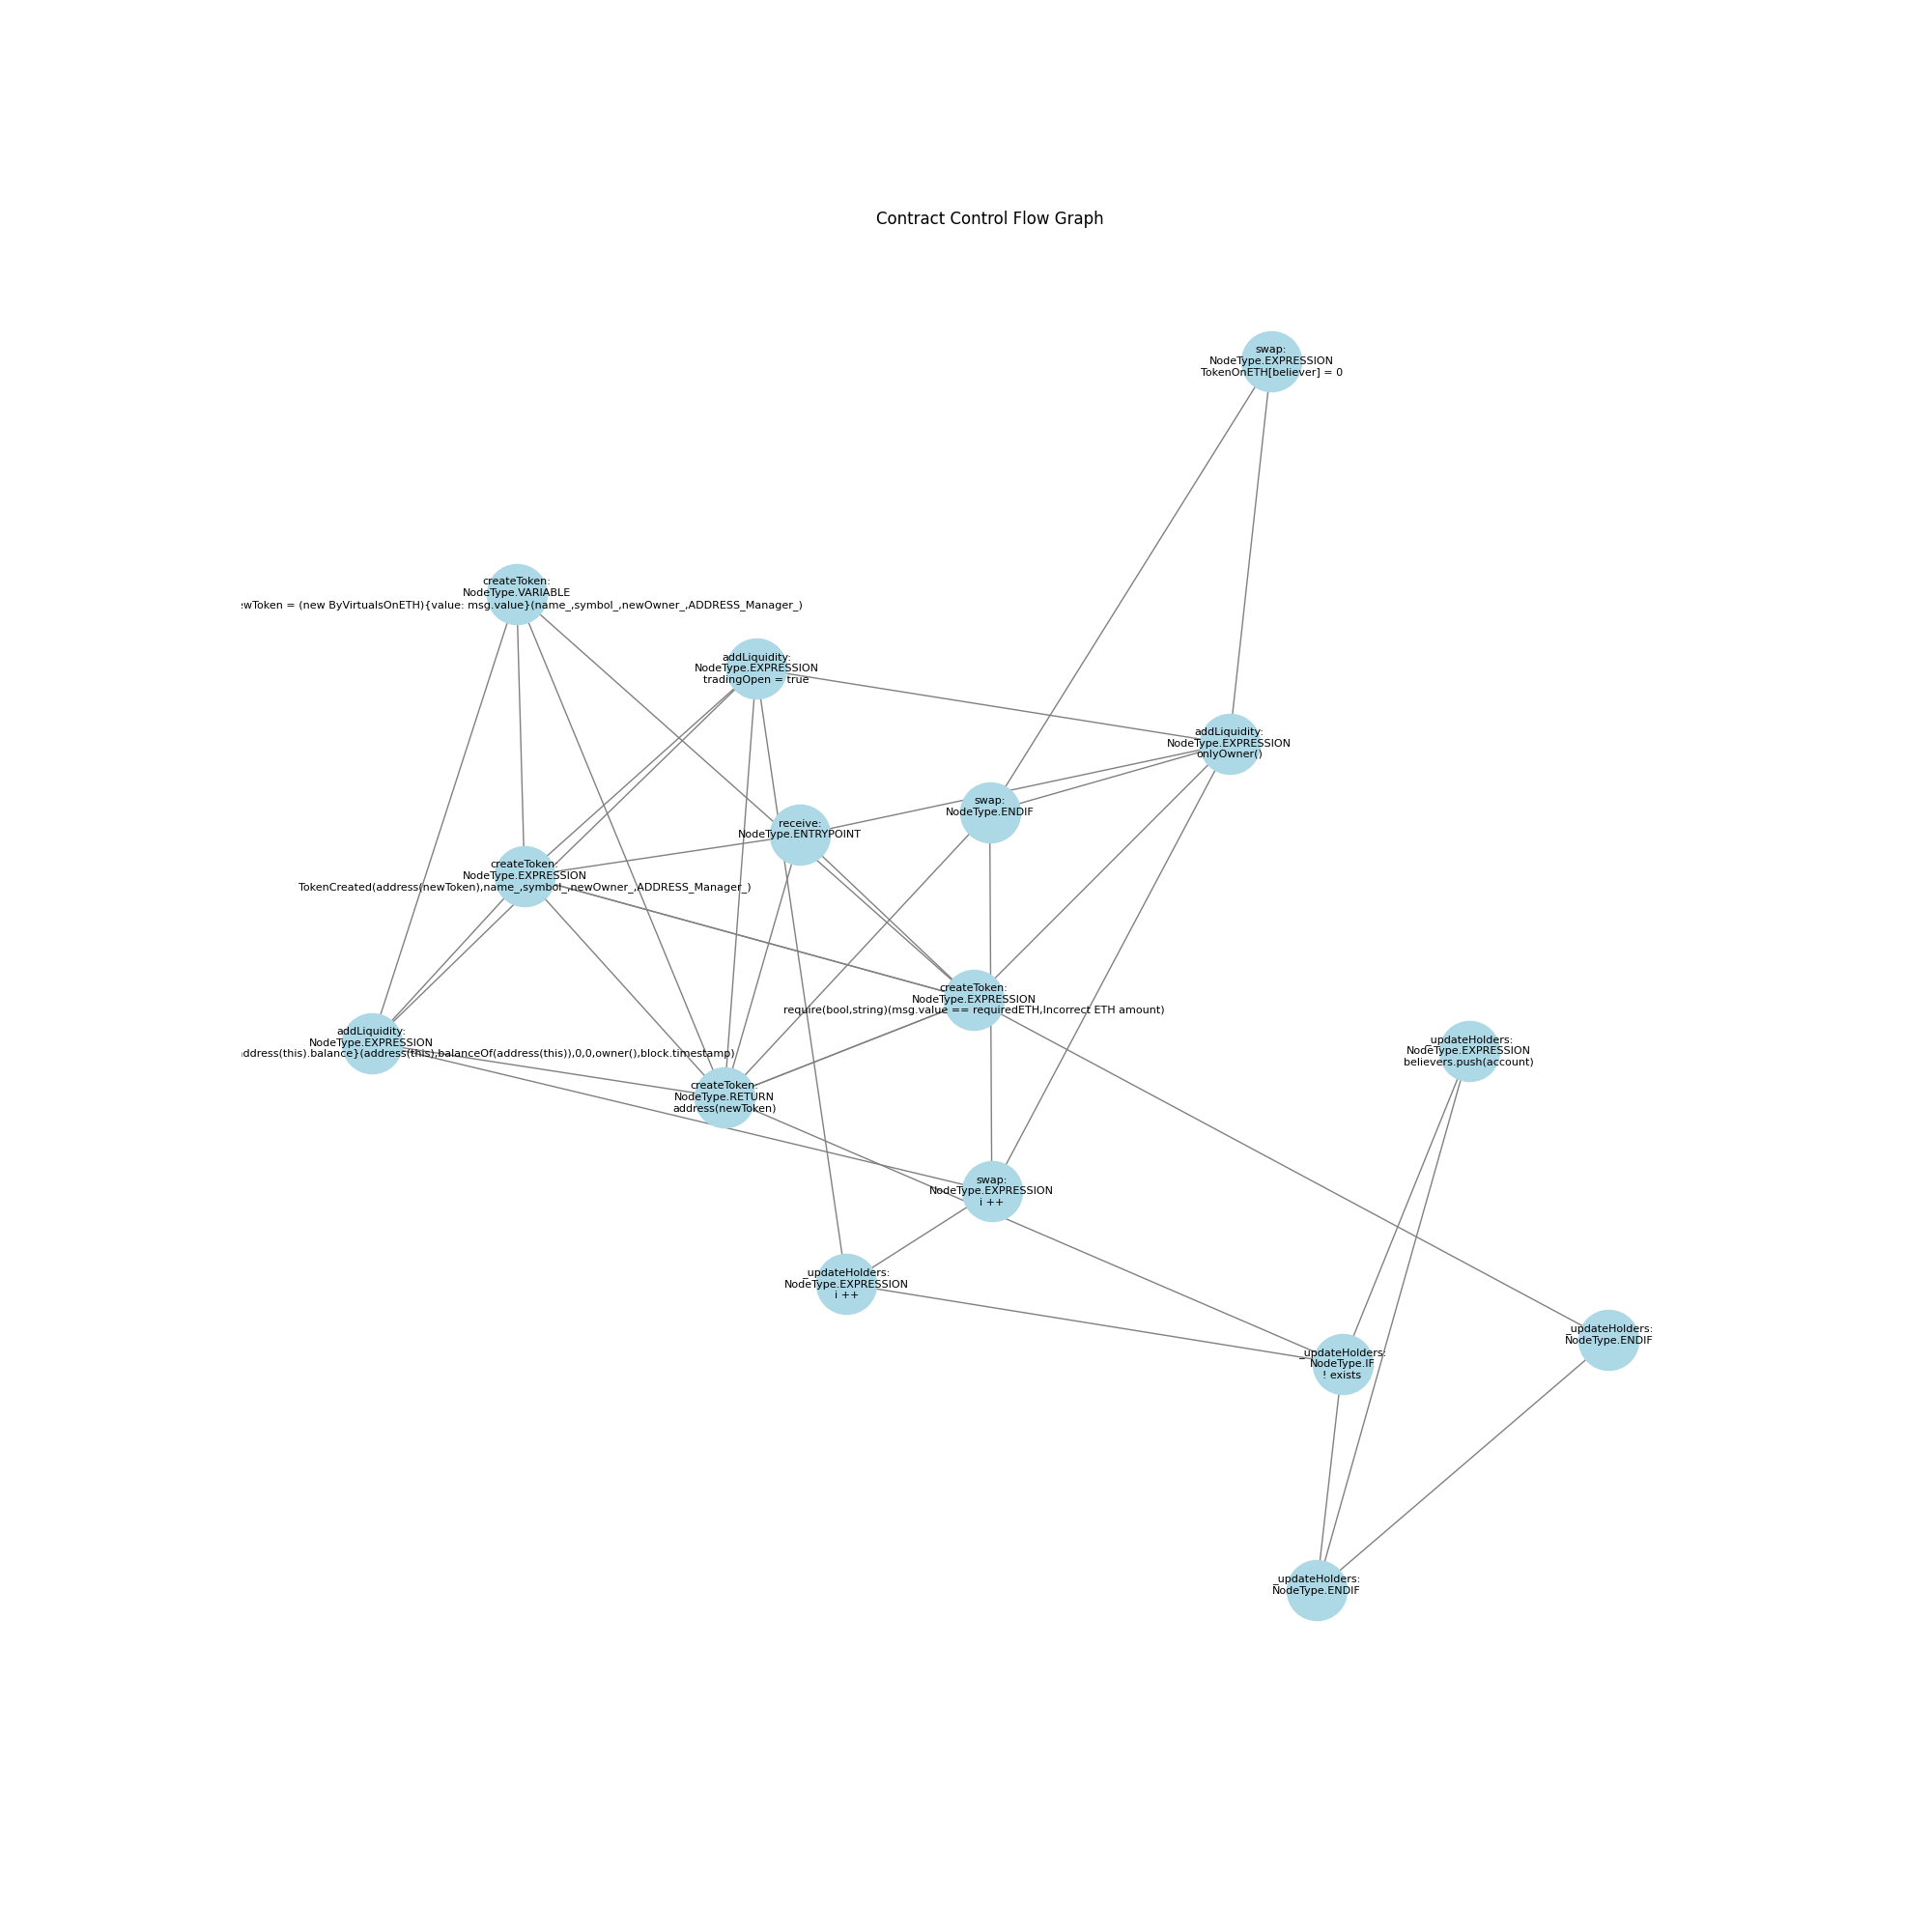 Contract Control Flow Graph
swap:
NodeType.EXPRESSION
TokenOnETH[believer] = 0
createToken:
NodeType.VARIABLE
wToken = (new ByVirtualsOnETH){value: msg.value}(name_,symbol_,newOwner_,ADDRESS_Manager_)
addLiquidity:
NodeType.EXPRESSION
tradingOpen = true
addLiquidity:
NodeType.EXPRESSION
onlyOwner()
swap:
NodeType.ENDIF
receive:
NodeType.ENTRYPOINT
createToken:
NodeType.EXPRESSION
TokenCreated(address(newToken),name_,symbol_,newOwner_,ADDRESS_Manager_)
createToken:
NodeType.EXPRESSION
require(bool,string)(msg.value == requiredETH,Incorrect ETH amount)
addLiquidity:
NodeType.EXPRESSION
address(this).balance}(address(this),balanceOf(address(this)),0,0,owner(),block.timestamp)
_updateHolders:
NodeType.EXPRESSION
believers.push(account)
createToken:
NodeType.RETURN
address(newToken)
swap:
NodeType.EXPRESSION
i ++
_updateHolders:
NodeType.EXPRESSION
i ++
_updateHolders:
NodeType.ENDIF
_updateHolders:
NodeType.IF
! exists
_updateHolders:
NodeType.ENDIF